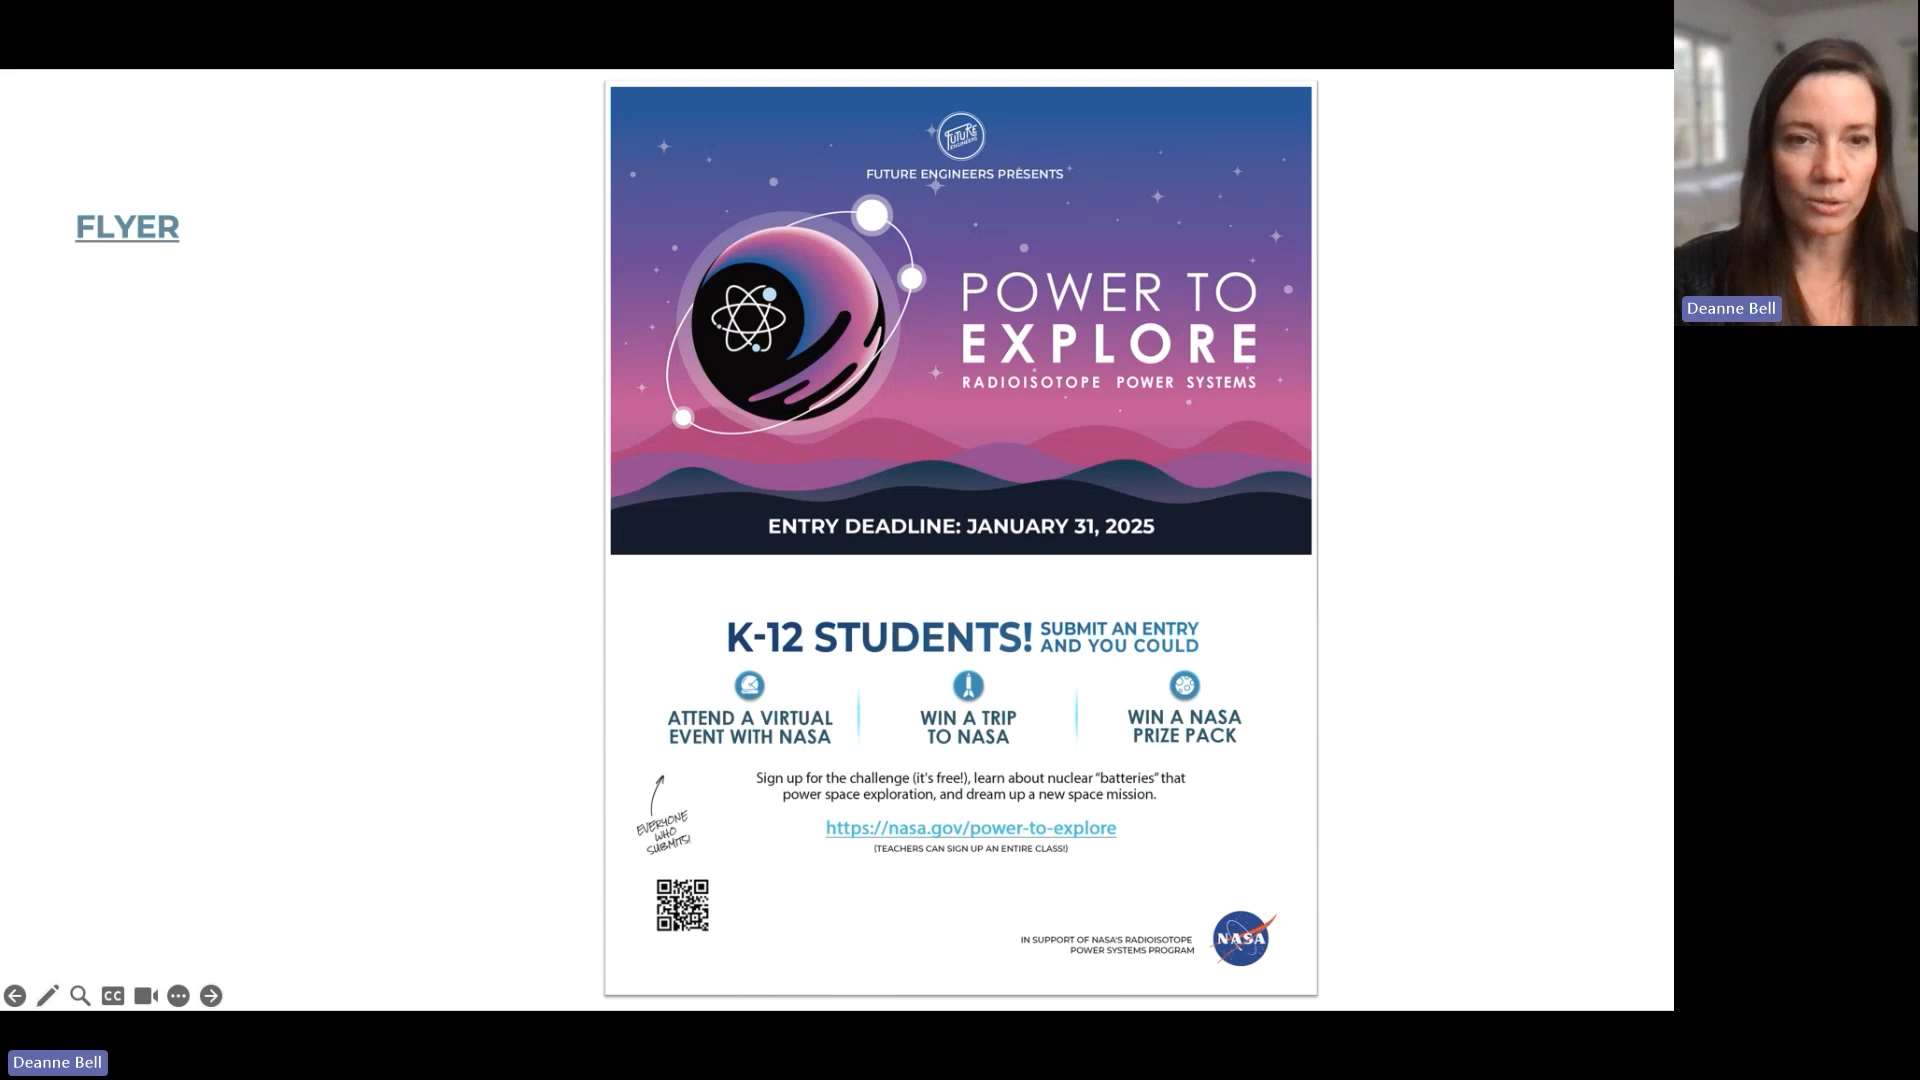 FLYER
FUTURE
ENGINEERS
FUTURE ENGINEERS PRESENTS
POWER TO
EXPLORE
RADIOISOTOPE POWER SYSTEMS
ENTRY DEADLINE: JANUARY 31, 2025
K-12 STUDENTS! SUBMIT AN ENTRY
AND YOU COULD
ATTEND A VIRTUAL
EVENT WITH NASA
WIN A TRIP
TO NASA
WIN A NASA
PRIZE PACK
EVERYONE
WHO
SUBMITS!
Sign up for the challenge (it's free!), learn about nuclear “batteries” that
power space exploration, and dream up a new space mission.
https://nasa.gov/power-to-explore
(TEACHERS CAN SIGN UP AN ENTIRE CLASS!)
IN SUPPORT OF NASA'S RADIOISOTOPE
POWER SYSTEMS PROGRAM
NASA
CC
Deanne Bell
Deanne Bell